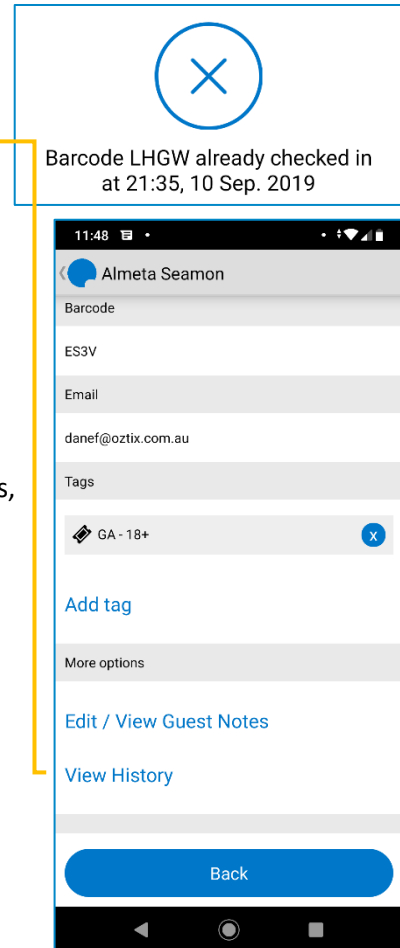 Barcode LHGW already checked in
at 21:35, 10 Sep. 2019
11:48
Almeta Seamon
Barcode
ES3V
Email
danef@oztix.com.au
Tags
s,
GA - 18+
x
Add tag
More options
Edit / View Guest Notes
View History
Back